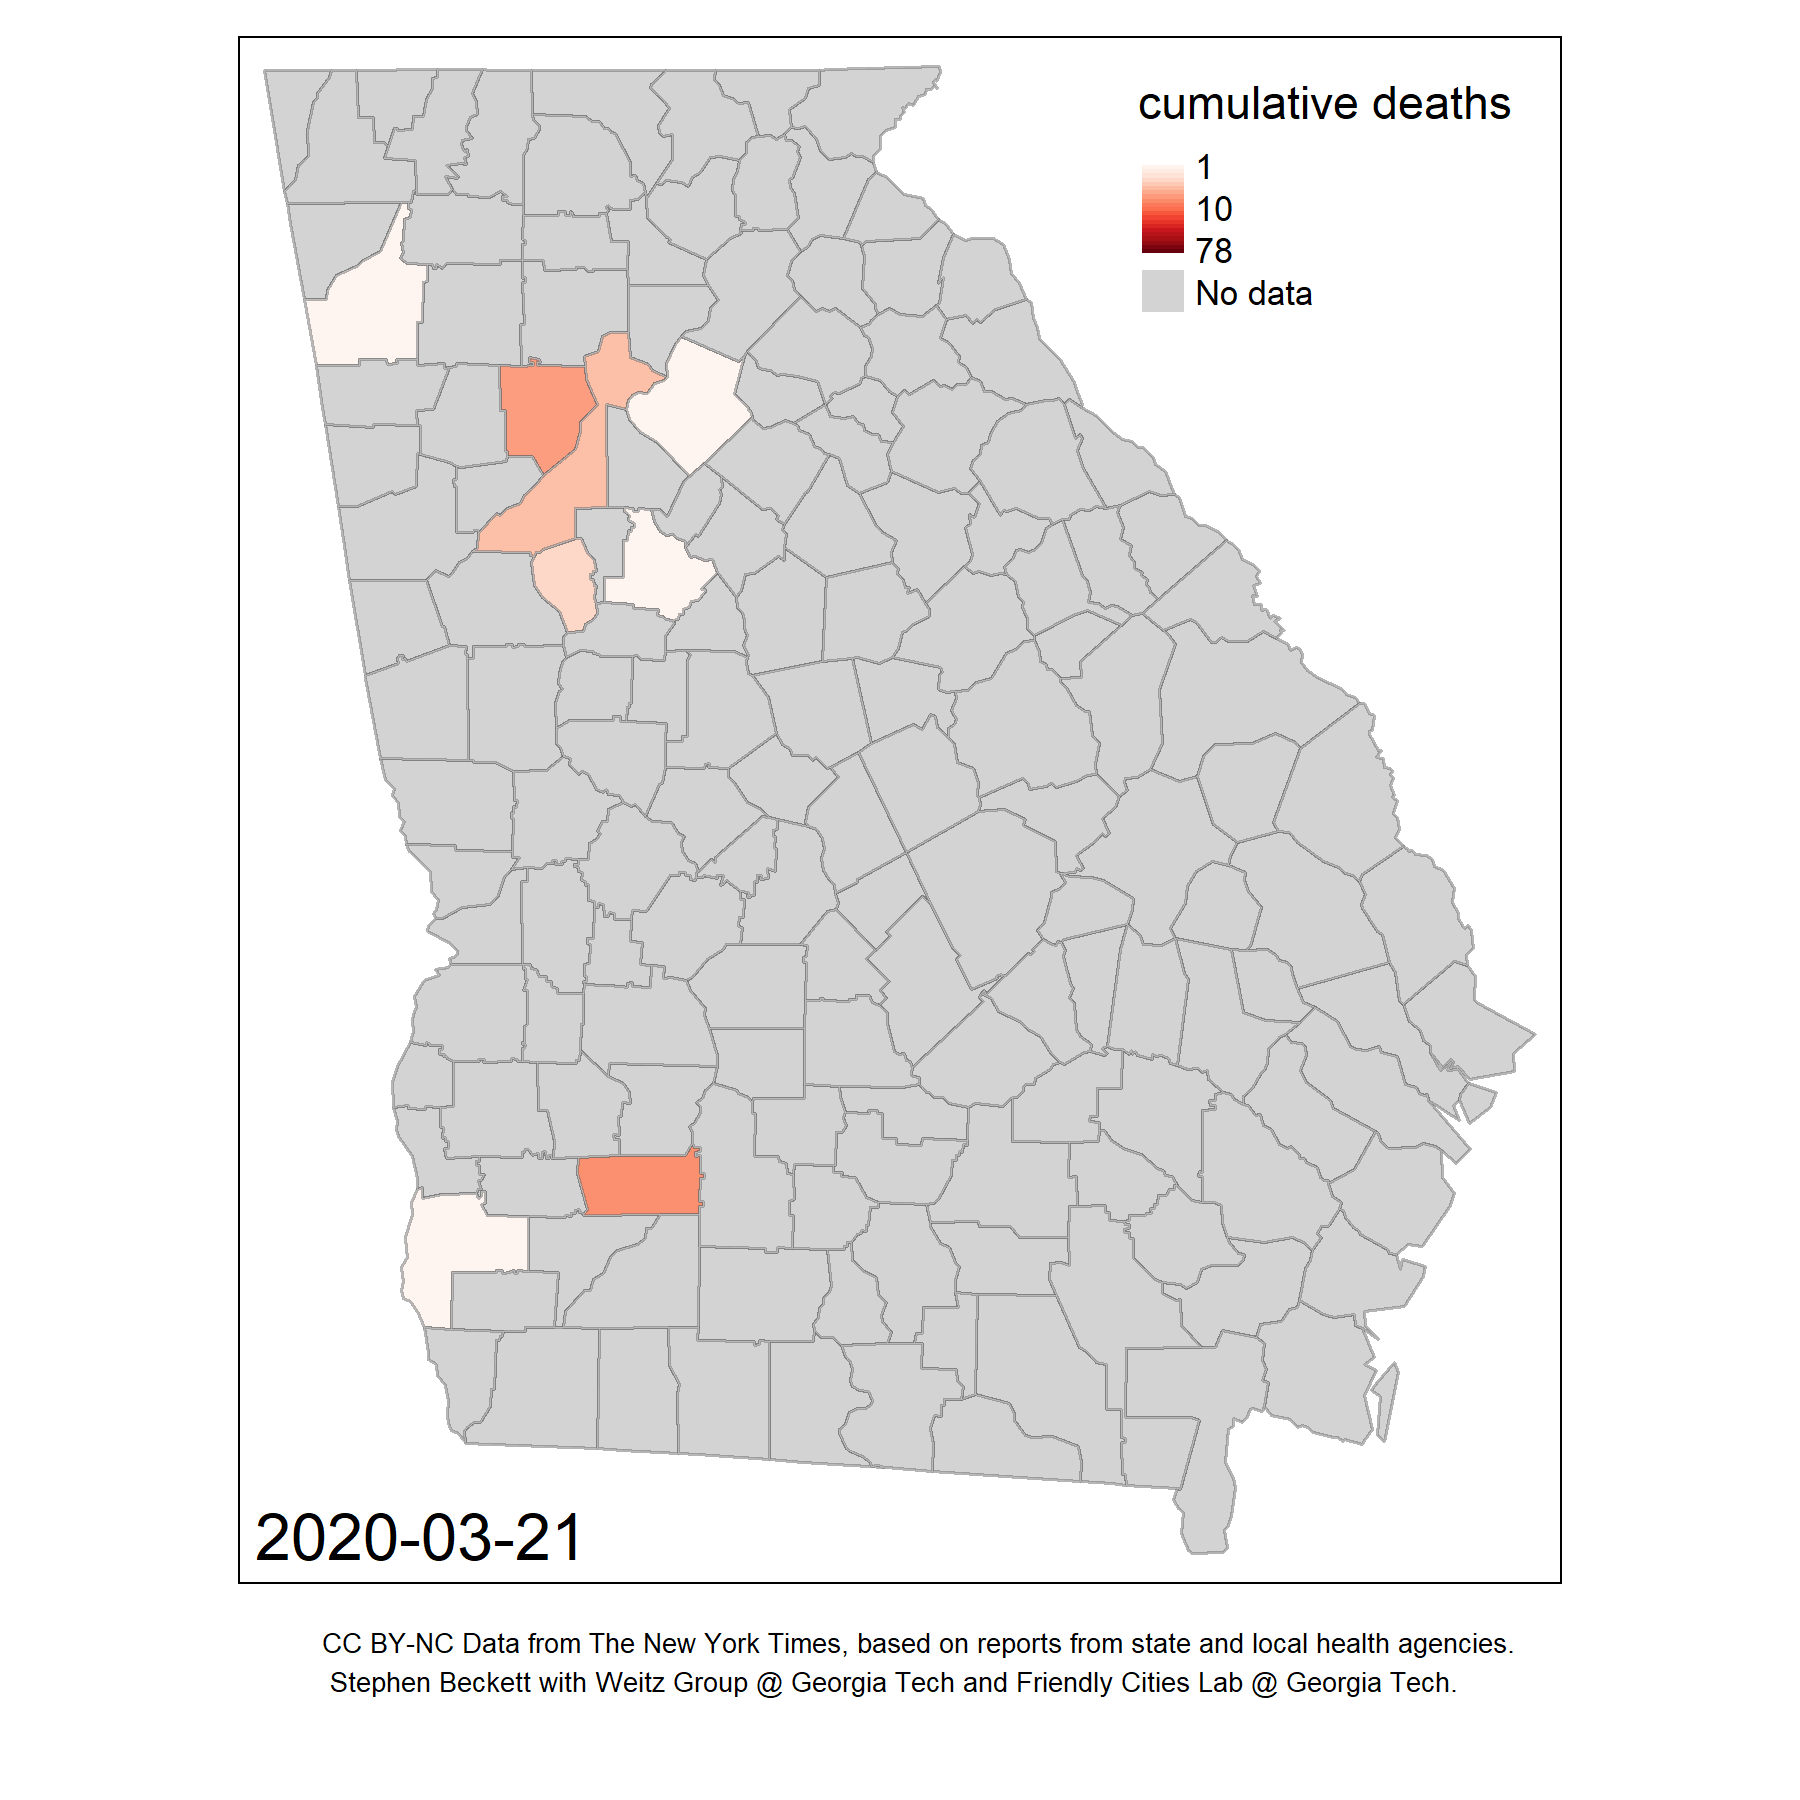 cumulative deaths
1
10
78
No data
2020-03-21
CC BY-NC Data from The New York Times, based on reports from state and local health agencies.
Stephen Beckett with Weitz Group @ Georgia Tech and Friendly Cities Lab @ Georgia Tech.